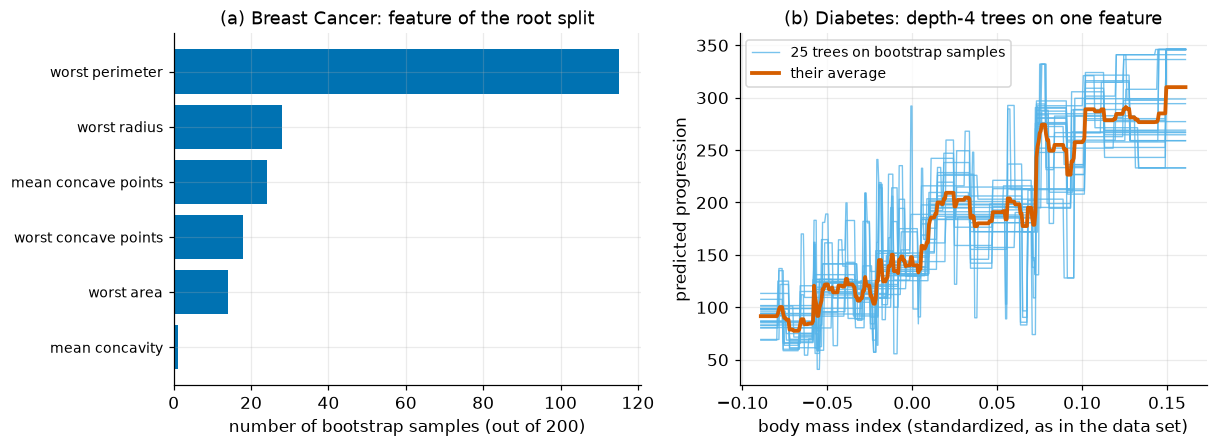 (a) Breast Cancer: feature of the root split
worst perimeter
worst radius
mean concave points
worst concave points
worst area
mean concavity
0 20 40 60 80 100 120
number of bootstrap samples (out of 200)
(b) Diabetes: depth-4 trees on one feature
25 trees on bootstrap samples
their average
predicted progression
350
300
250
200
150
100
50
−0.10 −0.05 0.00 0.05 0.10 0.15
body mass index (standardized, as in the data set)